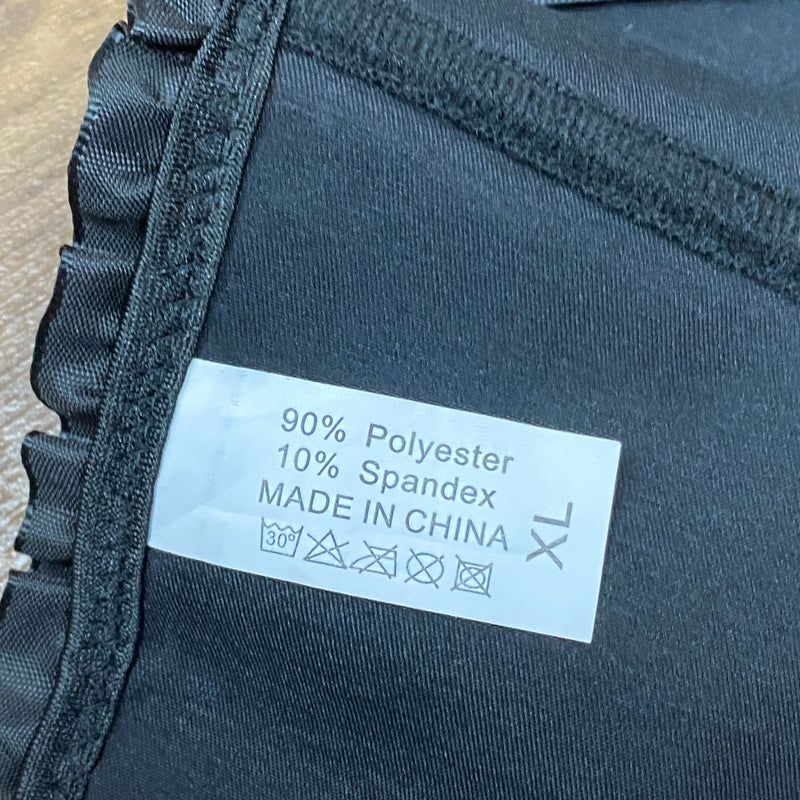 90% Polyester
10% Spandex
MADE IN CHINA
XL
30°